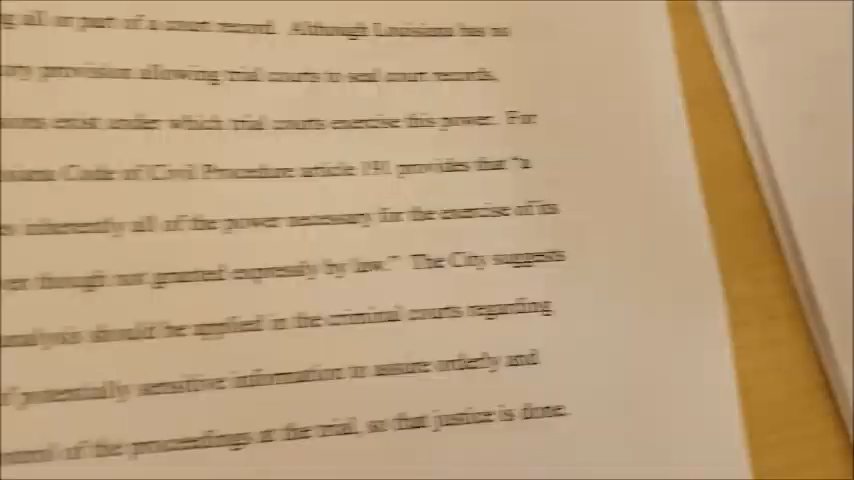 all or part of a court record. Although Louisiana has no
provision allowing trial courts to seal court records,
exist under which trial courts exercise this power. For
Code of Civil Procedure article 191 provides that "a
inherently all of the power necessary for the exercise of its
though not granted expressly by law." The City suggests
analysis should be applied in the criminal courts regarding
potentially sensitive information to assure orderly and
of the proceedings at the trial, so that justice is done.